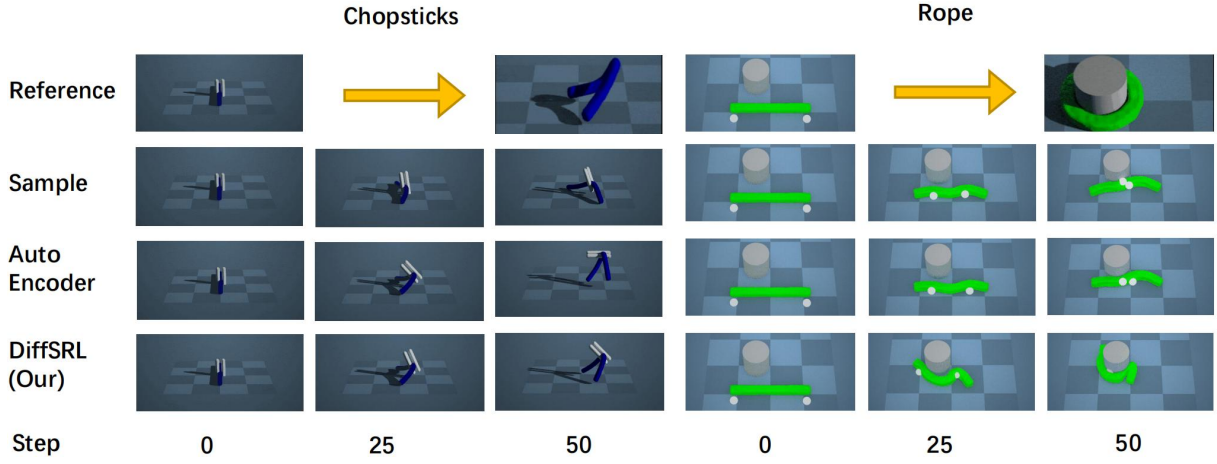 Chopsticks Rope
Reference
Sample
Auto
Encoder
DiffSRL
(Our)
Step 0 25 50 0 25 50